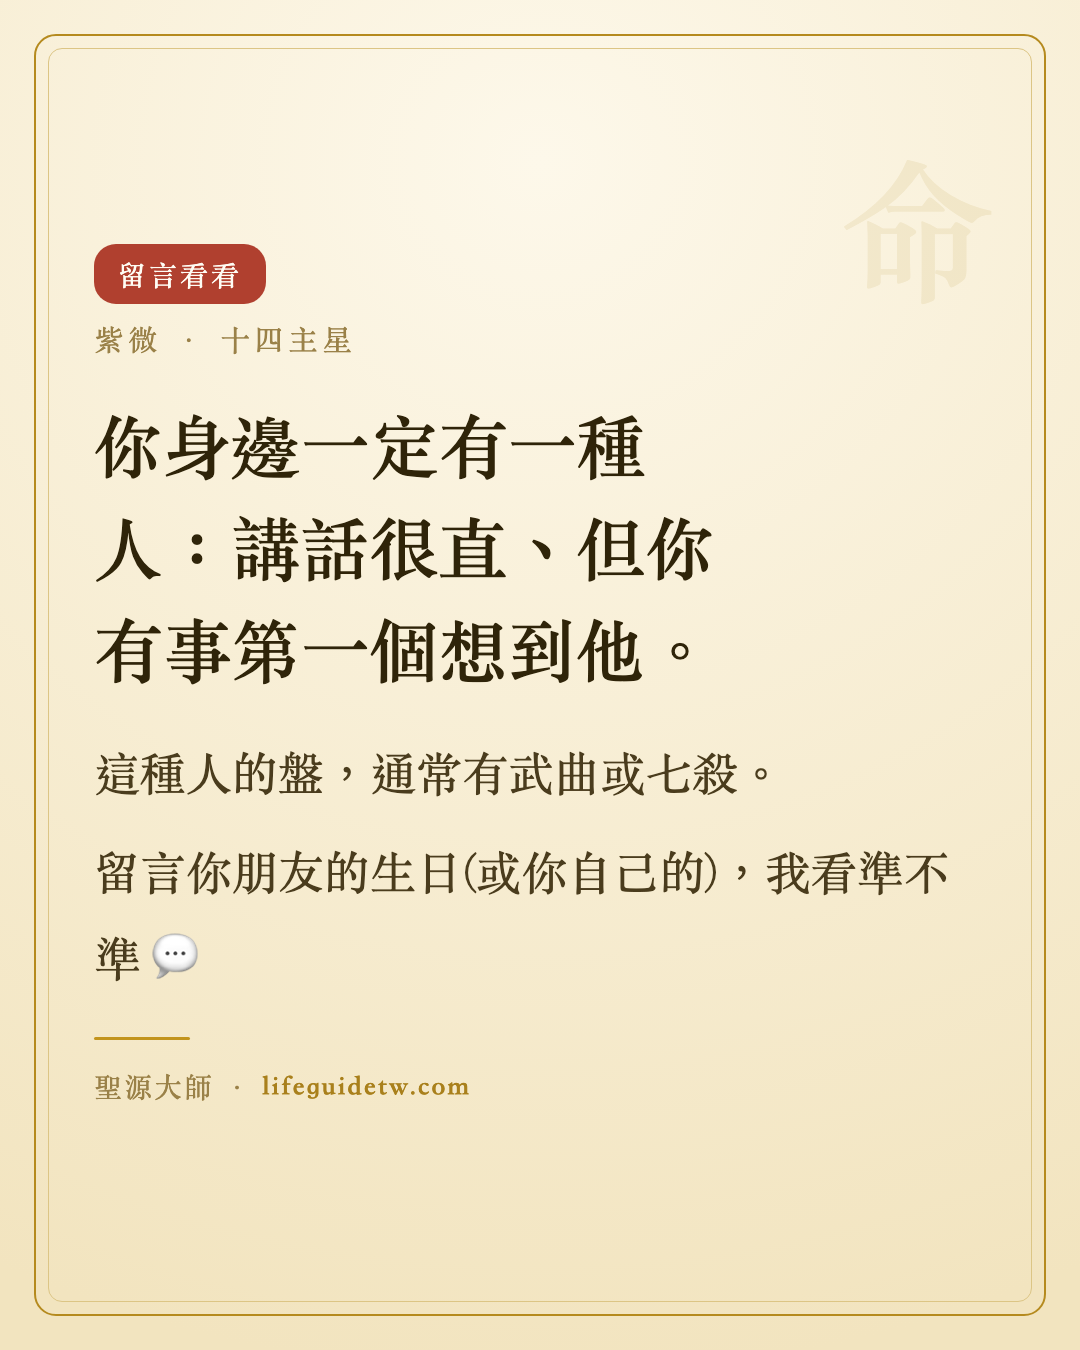 命
留言看看
紫微 · 十四主星
你身邊一定有一種
人：講話很直、但你
有事第一個想到他。
這種人的盤，通常有武曲或七殺。
留言你朋友的生日(或你自己的)，我看準不
準 💬
聖源大師 · lifeguidetw.com